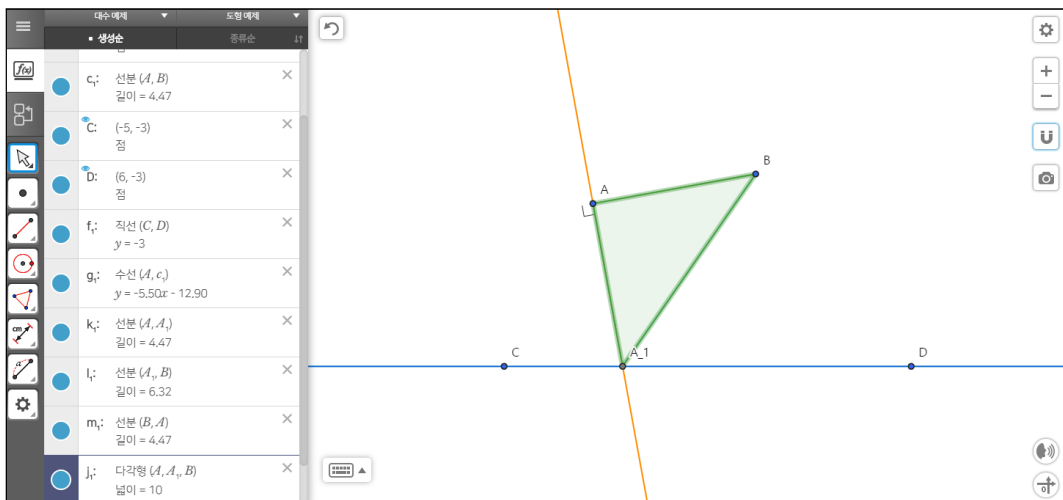 대수 예제 ▼ 도형 예제 ▼
• 생성순 종류순 ↓↑
f(x)
c₁: 선분 (A, B) ×
길이 = 4.47
C: (-5, -3) ×
점
D: (6, -3) ×
점
f₁: 직선 (C, D) ×
y = -3
g₁: 수선 (A, c₁) ×
y = -5.50x - 12.90
k₁: 선분 (A, A₁) ×
길이 = 4.47
l₁: 선분 (A₁, B) ×
길이 = 6.32
m₁: 선분 (B, A) ×
길이 = 4.47
j₁: 다각형 (A, A₁, B) ×
넓이 = 10
cm
B
A
C
A_1
D